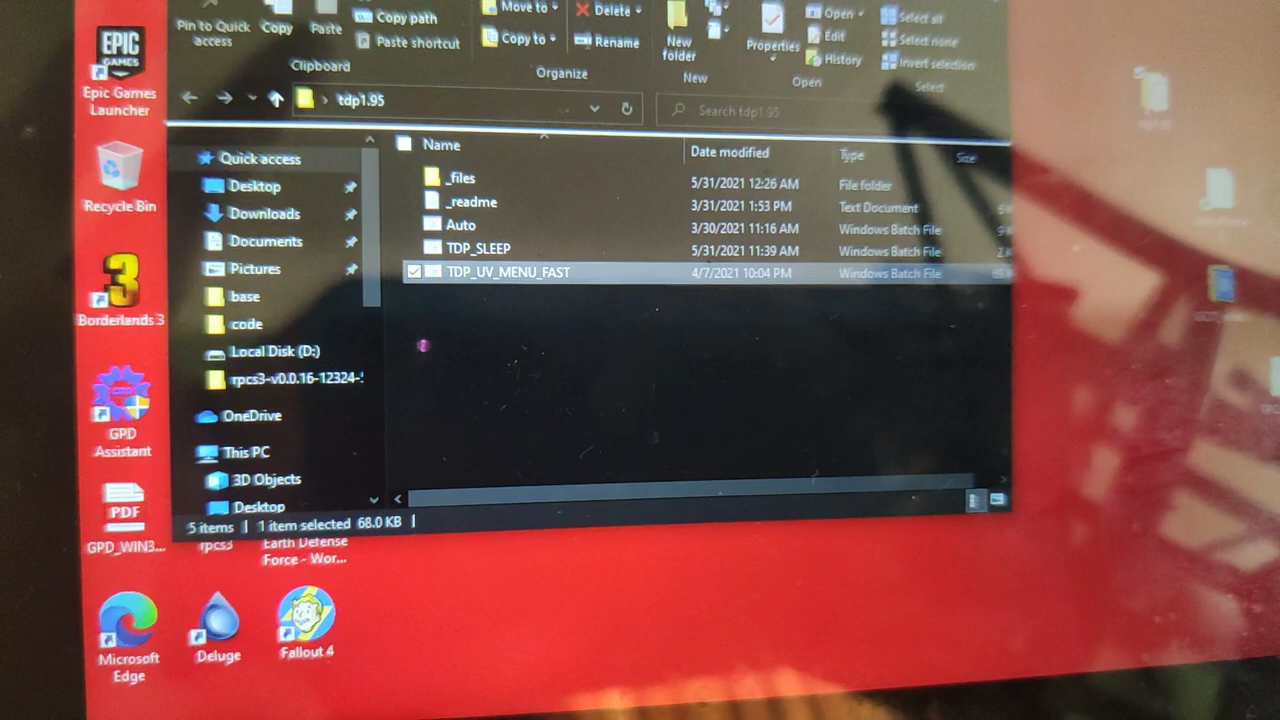 EPIC
GAMES
Epic Games
Launcher
Recycle Bin
3
Borderlands 3
GPD
Assistant
PDF
GPD_WIN3...
rpcs3
Earth Defense
Force - Wor...
Microsoft
Edge
Deluge
Fallout 4
Pin to Quick
access
Copy
Paste
Copy path
Paste shortcut
Clipboard
Move to
Copy to
Delete
Rename
Organize
New
folder
New
Properties
Open
Edit
History
Open
Select all
Select none
Invert selection
Select
tdp1.95
Search tdp1.95
Quick access
Desktop
Downloads
Documents
Pictures
base
code
Local Disk (D:)
rpcs3-v0.0.16-12324-
OneDrive
This PC
3D Objects
Desktop
Name Date modified Type Size
_files 5/31/2021 12:26 AM File folder
_readme 3/31/2021 1:53 PM Text Document
Auto 3/30/2021 11:16 AM Windows Batch File
TDP_SLEEP 5/31/2021 11:39 AM Windows Batch File
TDP_UV_MENU_FAST 4/7/2021 10:04 PM Windows Batch File
5 items | 1 item selected 68.0 KB |